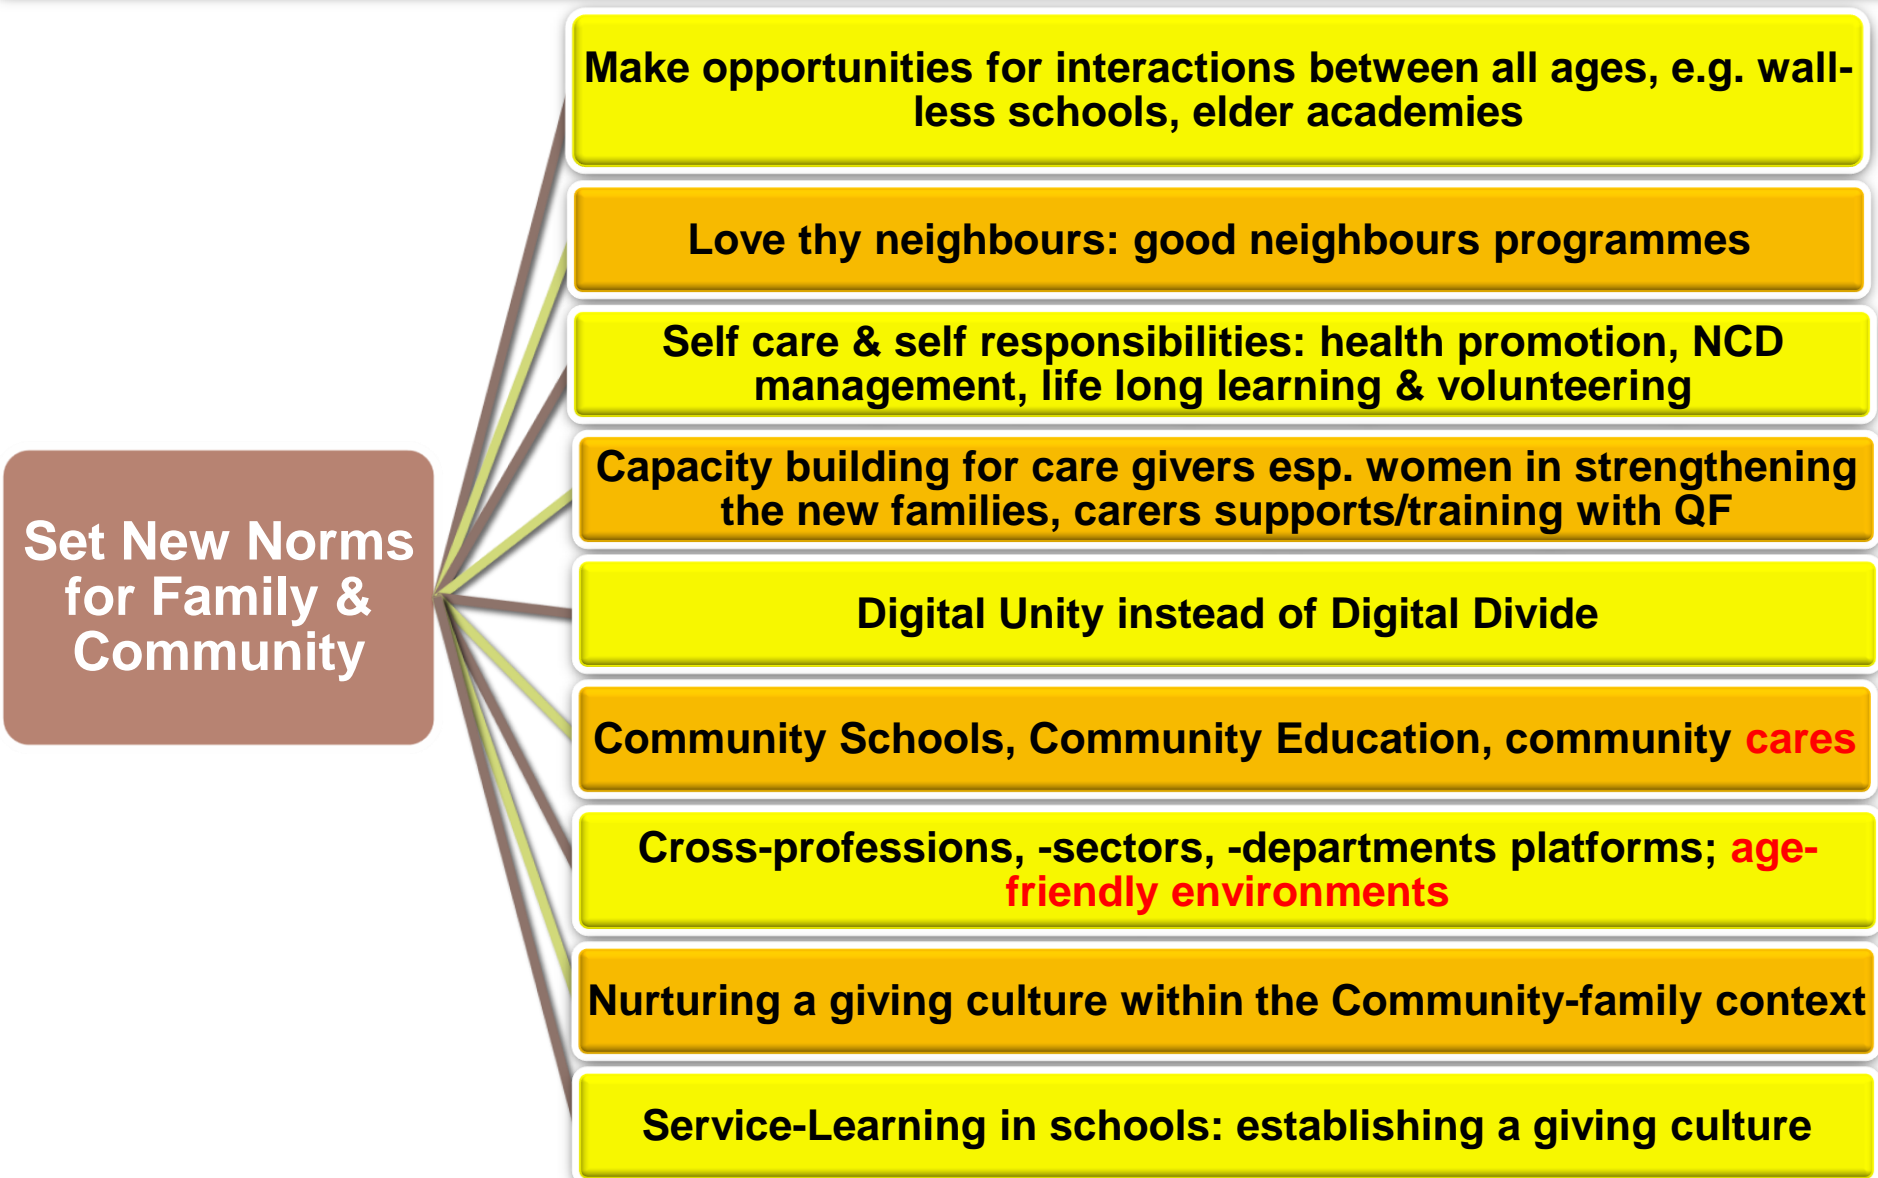 Set New Norms
for Family &
Community
Make opportunities for interactions between all ages, e.g. wall-
less schools, elder academies
Love thy neighbours: good neighbours programmes
Self care & self responsibilities: health promotion, NCD
management, life long learning & volunteering
Capacity building for care givers esp. women in strengthening
the new families, carers supports/training with QF
Digital Unity instead of Digital Divide
Community Schools, Community Education, community cares
Cross-professions, -sectors, -departments platforms; age-
friendly environments
Nurturing a giving culture within the Community-family context
Service-Learning in schools: establishing a giving culture